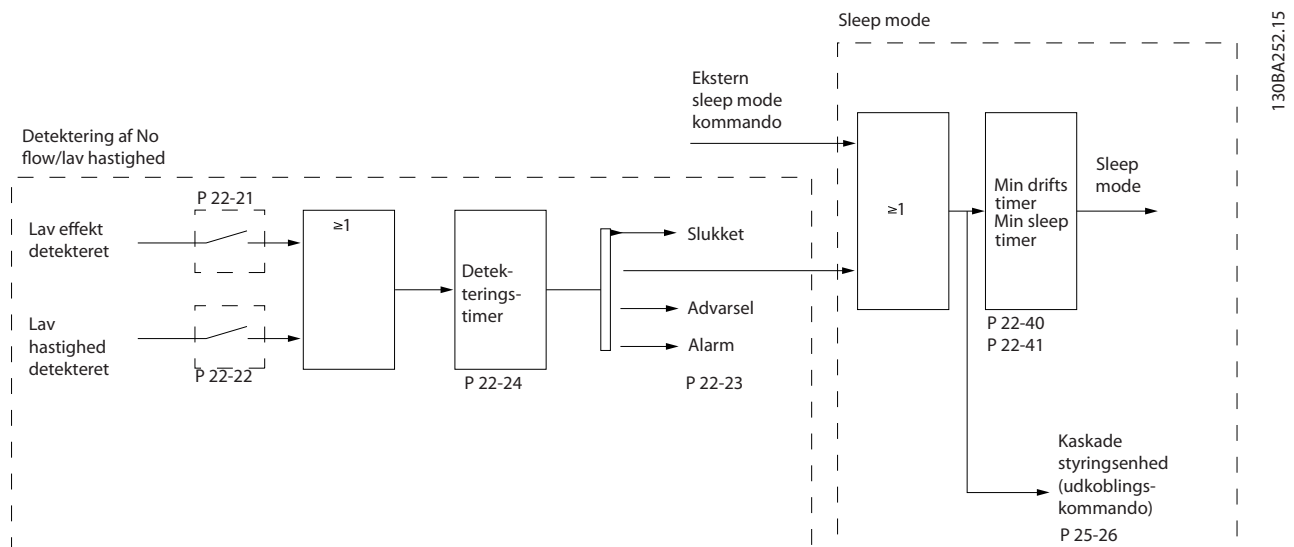 Sleep mode
130BA252.15
Ekstern
sleep mode
kommando
Detektering af No
flow/lav hastighed
P 22-21
Lav effekt
detekteret
≥1
Detek-
terings-
timer
Slukket
Advarsel
Alarm
Lav
hastighed
detekteret
P 22-22
P 22-24
P 22-23
≥1
Min drifts
timer
Min sleep
timer
Sleep
mode
P 22-40
P 22-41
Kaskade
styringsenhed
(udkoblings-
kommando)
P 25-26